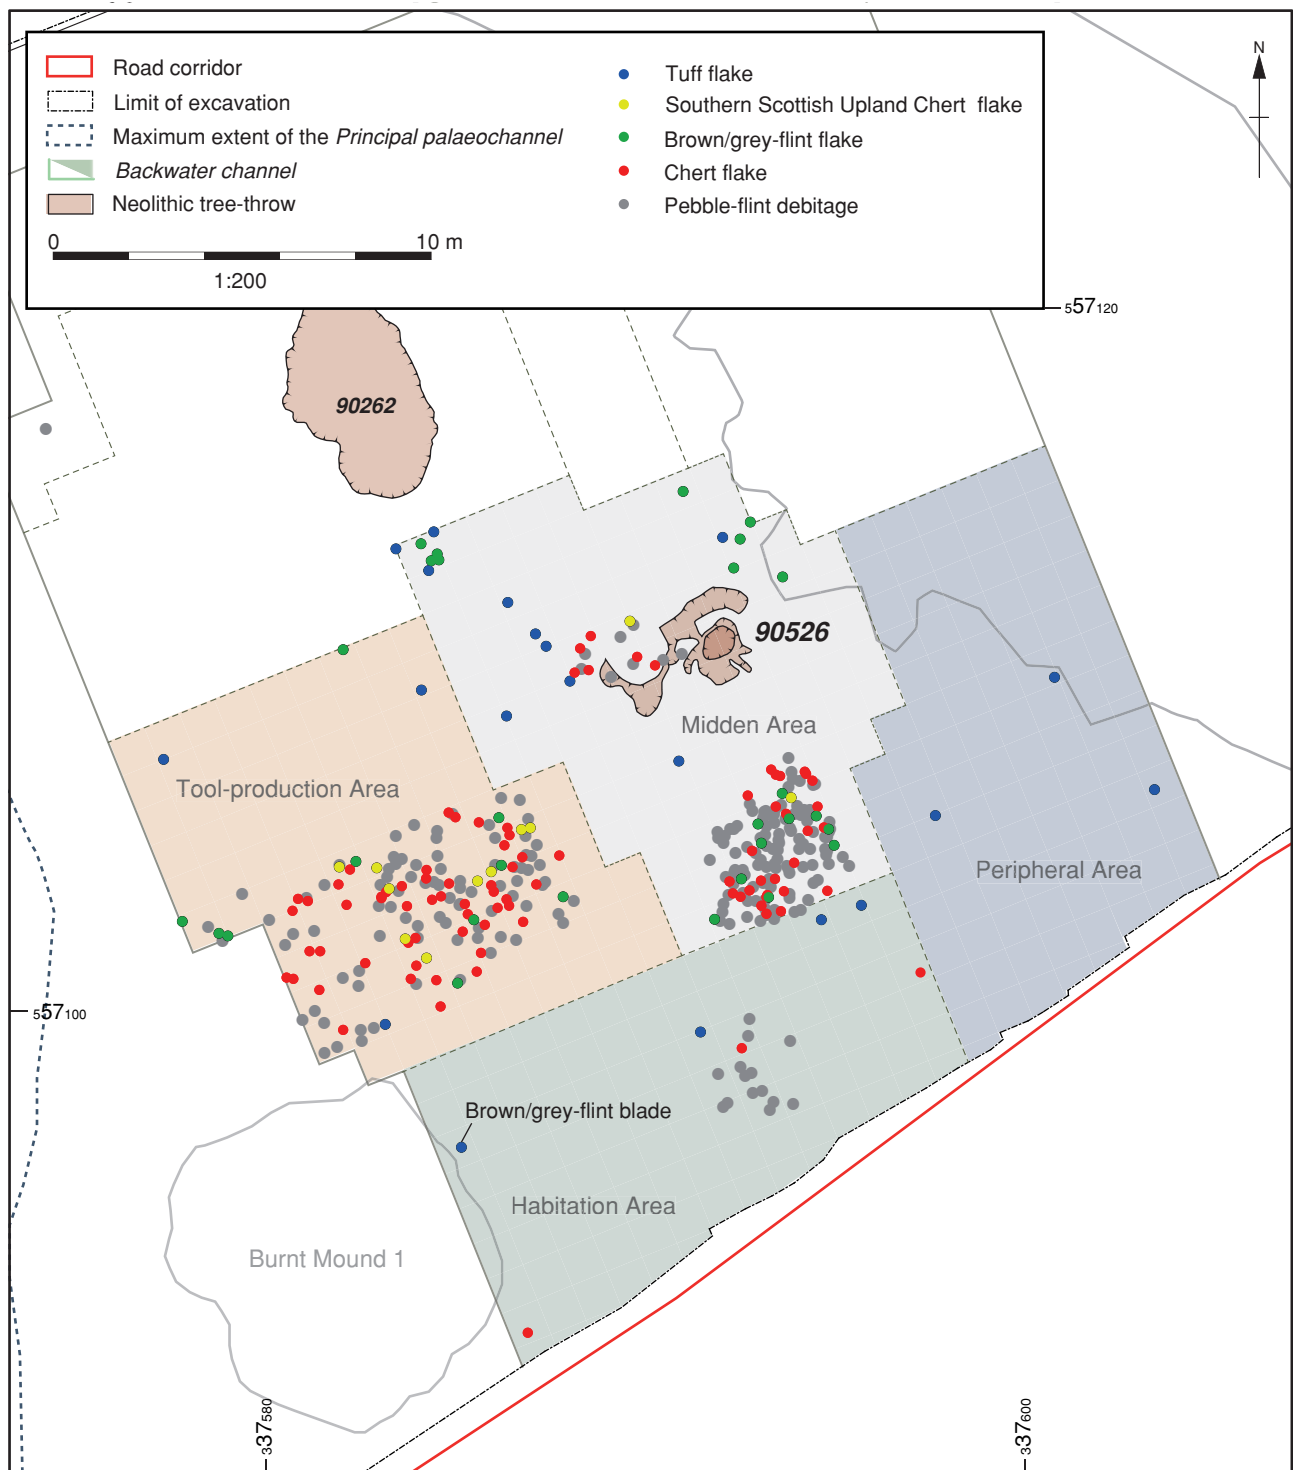 Road corridor
Limit of excavation
Maximum extent of the Principal palaeochannel
Backwater channel
Neolithic tree-throw
0 10 m
1:200
Tuff flake
Southern Scottish Upland Chert flake
Brown/grey-flint flake
Chert flake
Pebble-flint debitage
N
557120
90262
90526
Midden Area
Tool-production Area
Peripheral Area
557100
Brown/grey-flint blade
Habitation Area
Burnt Mound 1
337580
337600